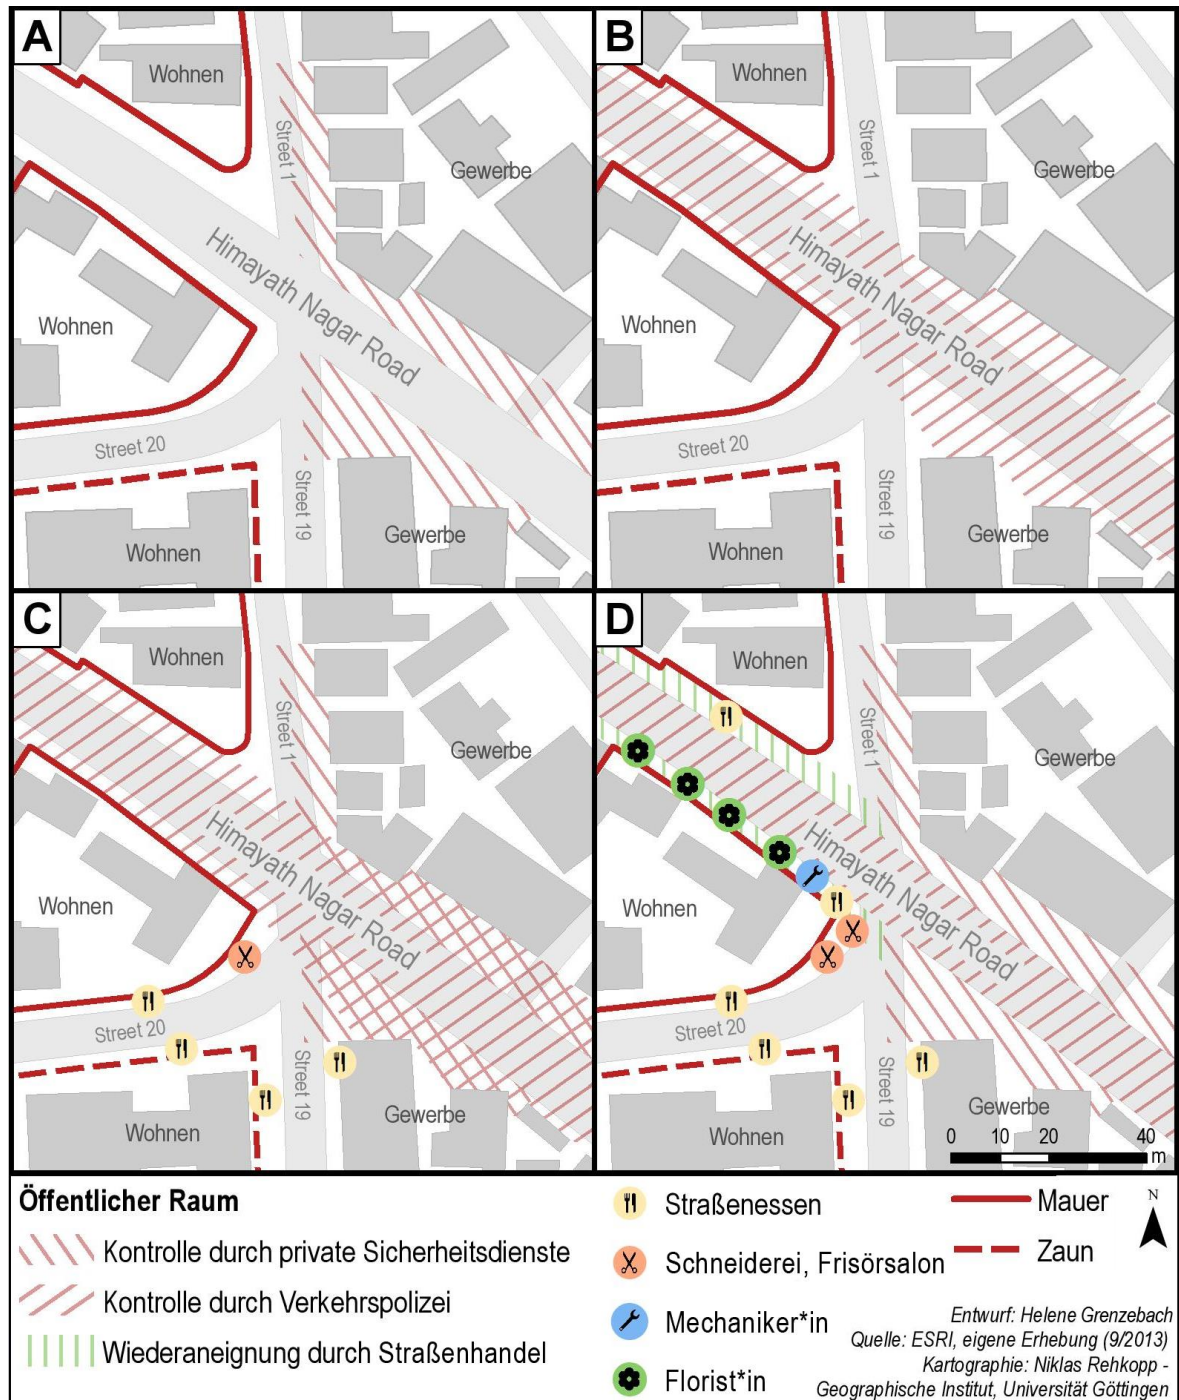 A
Wohnen
Street 1
Gewerbe
Himayath Nagar Road
Wohnen
Street 20
Street 19
Wohnen
Gewerbe
B
Wohnen
Street 1
Gewerbe
Himayath Nagar Road
Wohnen
Street 20
Street 19
Wohnen
Gewerbe
C
Wohnen
Street 1
Gewerbe
Himayath Nagar Road
Wohnen
Street 20
Street 19
Wohnen
Gewerbe
D
Wohnen
Street 1
Gewerbe
Himayath Nagar Road
Wohnen
Street 20
Street 19
Wohnen
Gewerbe
0 10 20 40
m
Öffentlicher Raum
Kontrolle durch private Sicherheitsdienste
Kontrolle durch Verkehrspolizei
Wiederaneignung durch Straßenhandel
Straßenessen
Schneiderei, Frisörsalon
Mechaniker*in
Florist*in
Mauer
Zaun
N
Entwurf: Helene Grenzebach
Quelle: ESRI, eigene Erhebung (9/2013)
Kartographie: Niklas Rehkopp -
Geographische Institut, Universität Göttingen